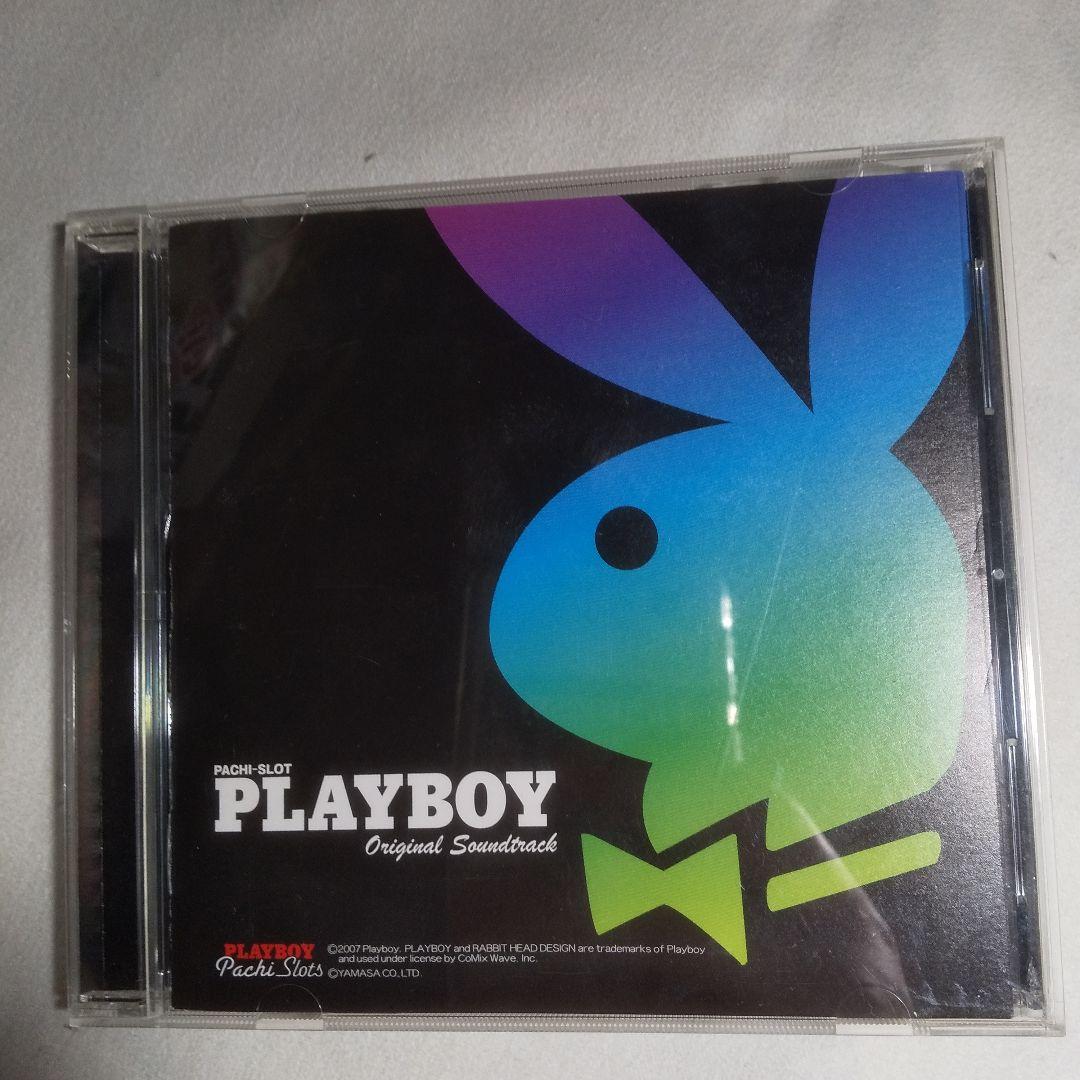 PACHI-SLOT
PLAYBOY
Original Soundtrack
PLAYBOY
Pachi Slots
©2007 Playboy. PLAYBOY and RABBIT HEAD DESIGN are trademarks of Playboy
and used under license by CoMix Wave. Inc.
©YAMASA CO.,LTD.